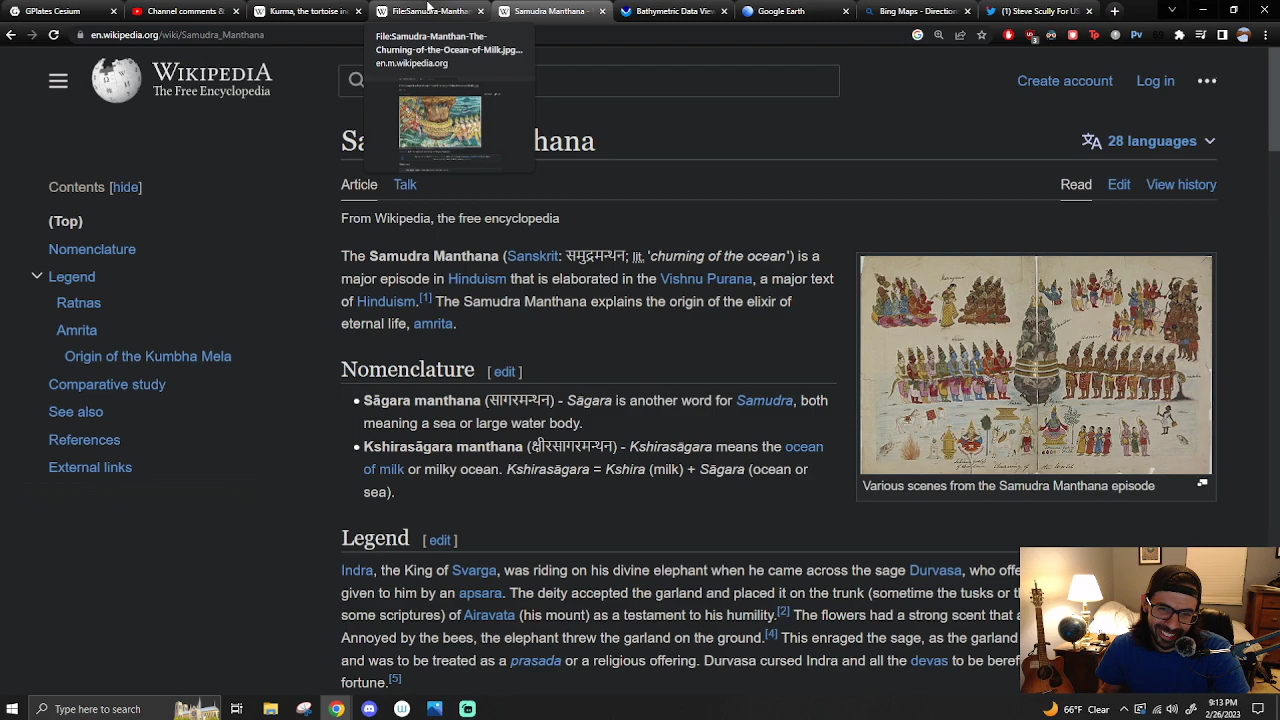 GPlates Cesium
Channel comments &
Kurma, the tortoise in
File:Samudra-Manthan
Samudra Manthana -
Bathymetric Data View
Google Earth
Bing Maps - Direction
Steve Sully For US
en.wikipedia.org/wiki/Samudra_Manthana
File:Samudra-Manthan-The-
Churning-of-the-Ocean-of-Milk.jpg...
en.m.wikipedia.org
WIKIPEDIA
The Free Encyclopedia
Create account
Log in
Sa
thana
28 languages
Contents [hide]
Article
Talk
Read
Edit
View history
(Top)
Nomenclature
Legend
Ratnas
Amrita
Origin of the Kumbha Mela
Comparative study
See also
References
External links
From Wikipedia, the free encyclopedia
The Samudra Manthana (Sanskrit: समुद्रमन्थन; lit. 'churning of the ocean') is a
major episode in Hinduism that is elaborated in the Vishnu Purana, a major text
of Hinduism.[1] The Samudra Manthana explains the origin of the elixir of
eternal life, amrita.
Nomenclature [ edit ]
• Sāgara manthana (सागरमन्थन) - Sāgara is another word for Samudra, both
meaning a sea or large water body.
• Kshirasāgara manthana (क्षीरसागरमन्थन) - Kshirasāgara means the ocean
of milk or milky ocean. Kshirasāgara = Kshira (milk) + Sāgara (ocean or
sea).
Various scenes from the Samudra Manthana episode
Legend [ edit ]
Indra, the King of Svarga, was riding on his divine elephant when he came across the sage Durvasa, who offe
given to him by an apsara. The deity accepted the garland and placed it on the trunk (sometime the tusks or t
some scriptures) of Airavata (his mount) as a testament to his humility.[2] The flowers had a strong scent that a
Annoyed by the bees, the elephant threw the garland on the ground.[4] This enraged the sage, as the garland
and was to be treated as a prasada or a religious offering. Durvasa cursed Indra and all the devas to be beref
fortune.[5]
Type here to search
66°F Clear
9:13 PM
2/26/2023